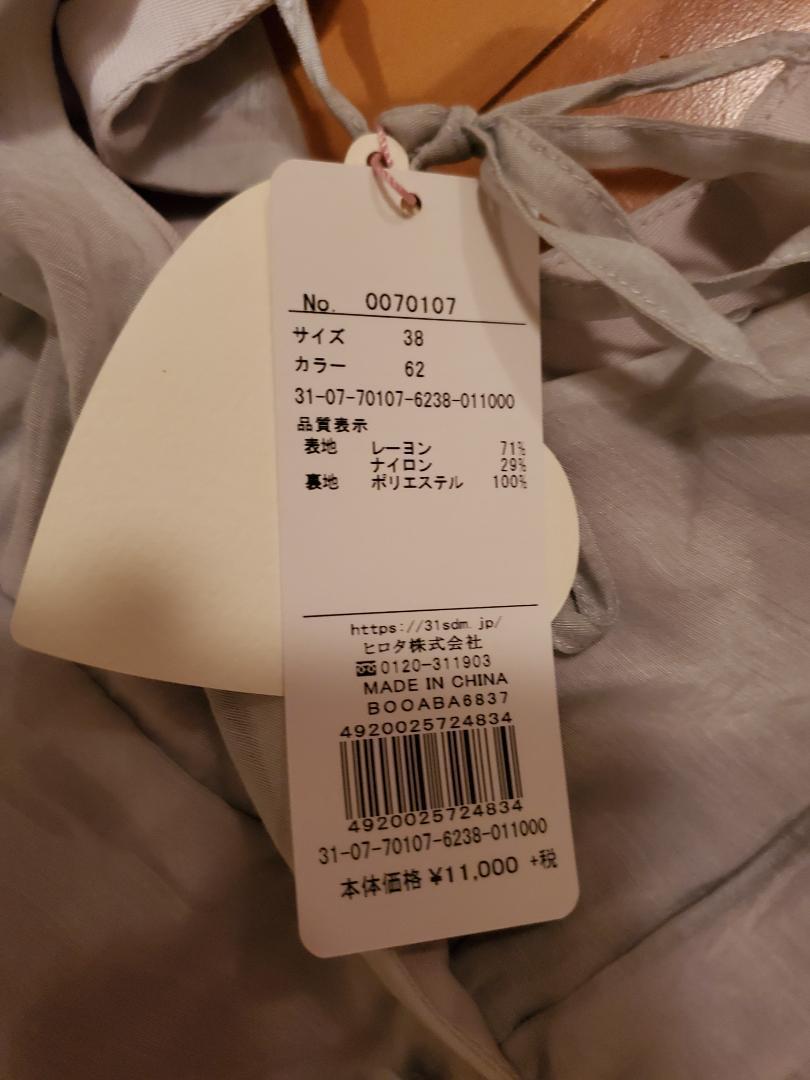 No. 0070107
サイズ 38
カラー 62
31-07-70107-6238-011000
品質表示
表地 レーヨン 71%
ナイロン 29%
裏地 ポリエステル 100%
https://31sdm.jp/
ヒロタ株式会社
0120-311903
MADE IN CHINA
BOOABA6837
4920025724834
4920025724834
31-07-70107-6238-011000
本体価格 ¥11,000 +税